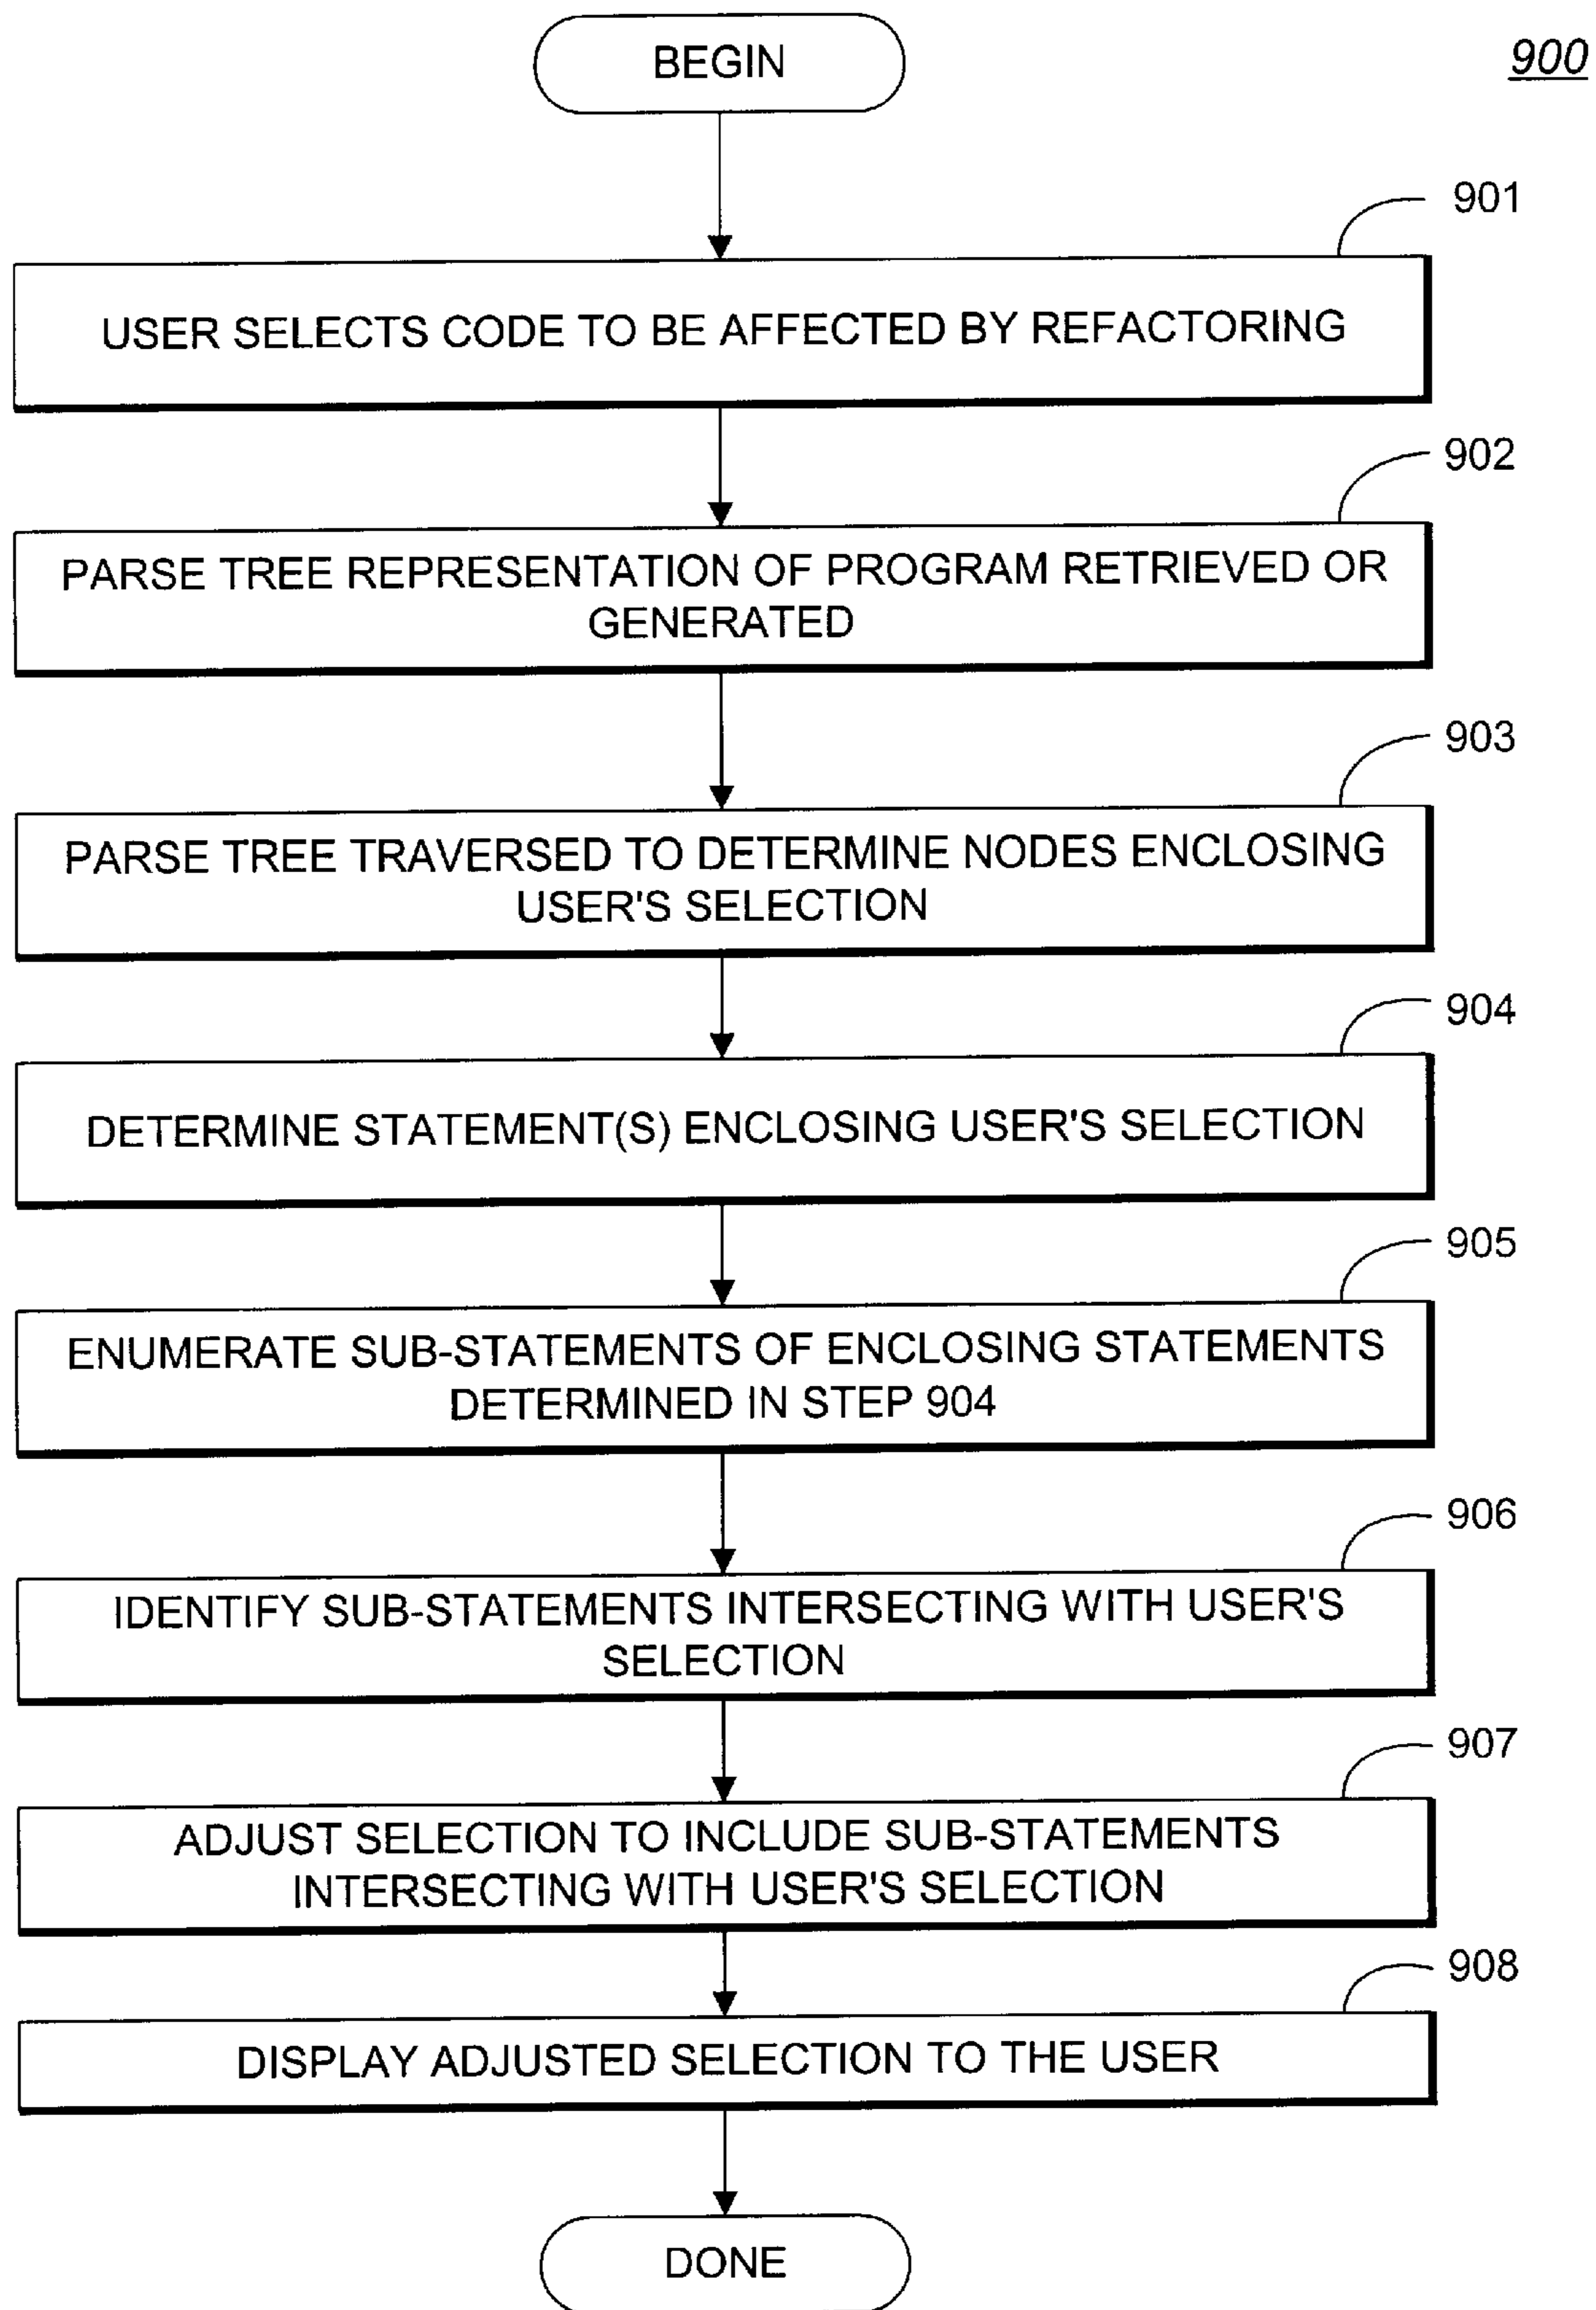 BEGIN
900
901
USER SELECTS CODE TO BE AFFECTED BY REFACTORING
902
PARSE TREE REPRESENTATION OF PROGRAM RETRIEVED OR
GENERATED
903
PARSE TREE TRAVERSED TO DETERMINE NODES ENCLOSING
USER'S SELECTION
904
DETERMINE STATEMENT(S) ENCLOSING USER'S SELECTION
905
ENUMERATE SUB-STATEMENTS OF ENCLOSING STATEMENTS
DETERMINED IN STEP 904
906
IDENTIFY SUB-STATEMENTS INTERSECTING WITH USER'S
SELECTION
907
ADJUST SELECTION TO INCLUDE SUB-STATEMENTS
INTERSECTING WITH USER'S SELECTION
908
DISPLAY ADJUSTED SELECTION TO THE USER
DONE